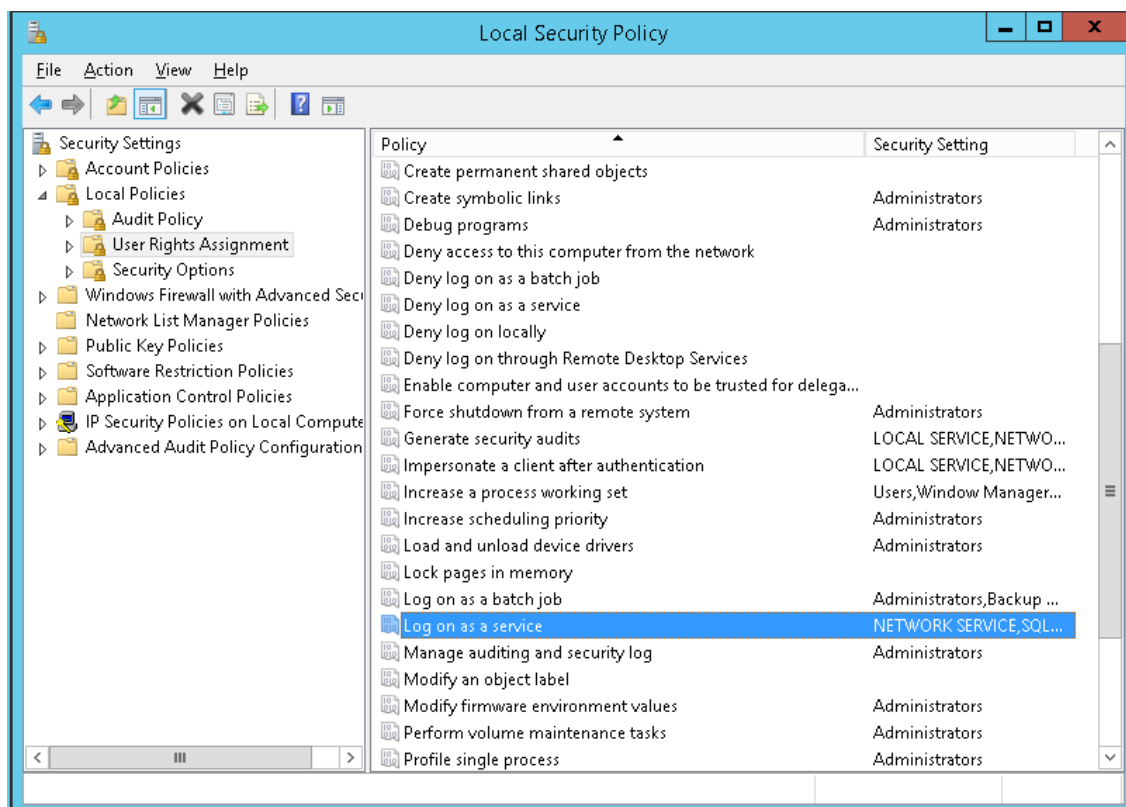 Local Security Policy
File Action View Help
Security Settings
Account Policies
Local Policies
Audit Policy
User Rights Assignment
Security Options
Windows Firewall with Advanced Secu
Network List Manager Policies
Public Key Policies
Software Restriction Policies
Application Control Policies
IP Security Policies on Local Compute
Advanced Audit Policy Configuration
Policy Security Setting
Create permanent shared objects
Create symbolic links Administrators
Debug programs Administrators
Deny access to this computer from the network
Deny log on as a batch job
Deny log on as a service
Deny log on locally
Deny log on through Remote Desktop Services
Enable computer and user accounts to be trusted for delega...
Force shutdown from a remote system Administrators
Generate security audits LOCAL SERVICE,NETWO...
Impersonate a client after authentication LOCAL SERVICE,NETWO...
Increase a process working set Users,Window Manager...
Increase scheduling priority Administrators
Load and unload device drivers Administrators
Lock pages in memory
Log on as a batch job Administrators,Backup ...
Log on as a service NETWORK SERVICE,SQL...
Manage auditing and security log Administrators
Modify an object label
Modify firmware environment values Administrators
Perform volume maintenance tasks Administrators
Profile single process Administrators